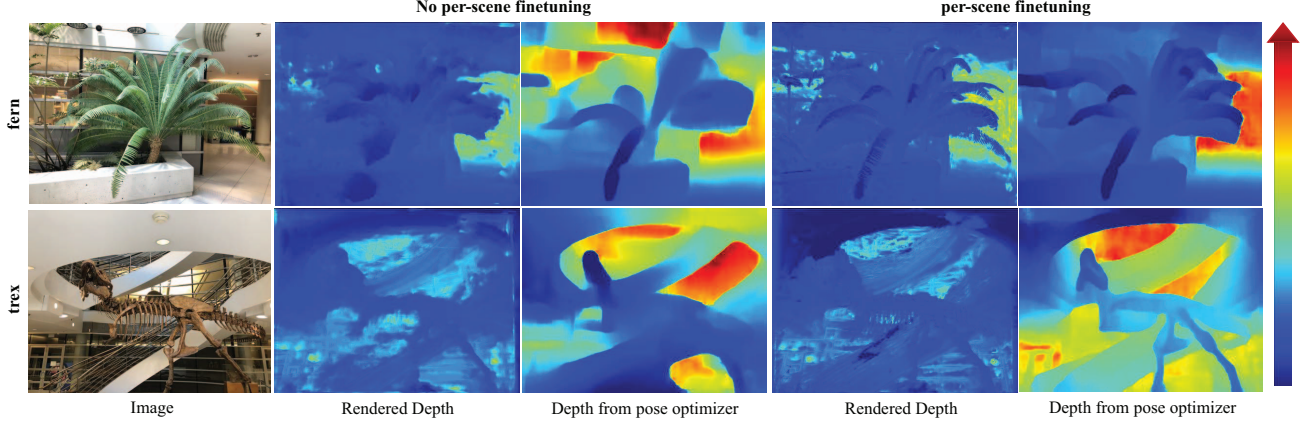 No per-scene finetuning
per-scene finetuning
fern
trex
Image
Rendered Depth
Depth from pose optimizer
Rendered Depth
Depth from pose optimizer